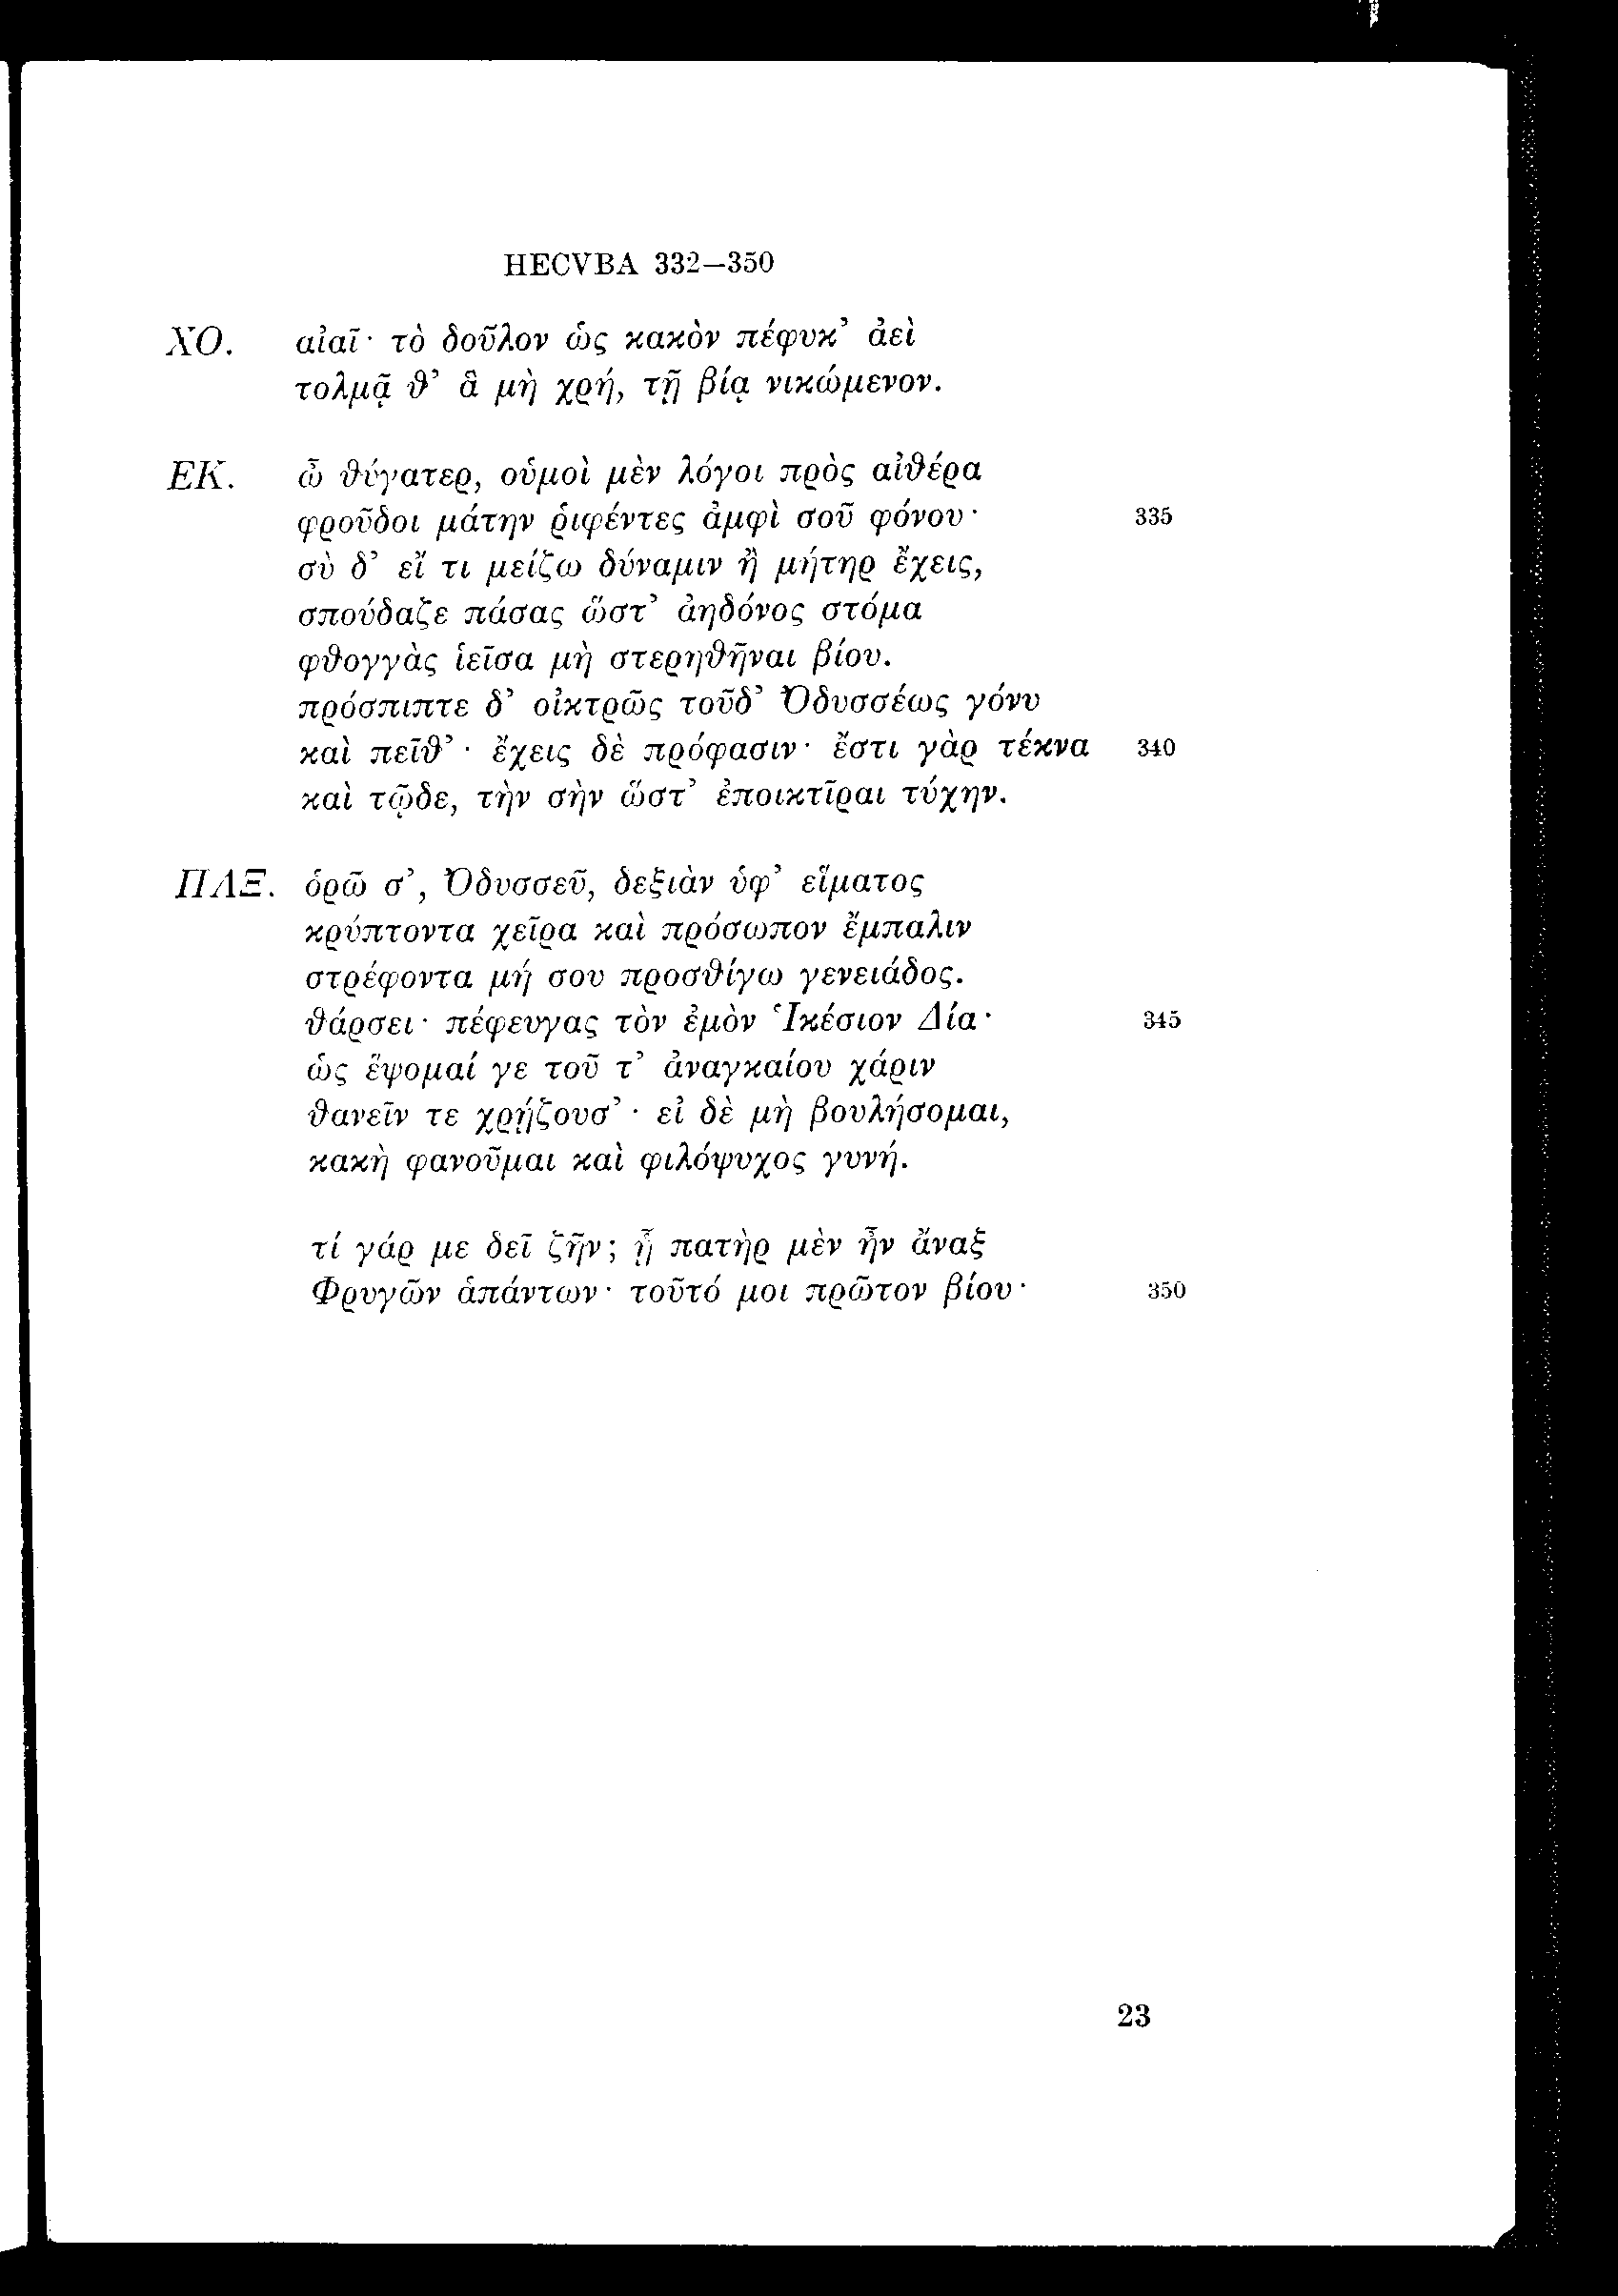 HECVBA 332–350
ΧΟ. αἰαῖ· τὸ δοῦλον ὡς κακὸν πέφυκ’ ἀεὶ
τολμᾷ θ’ ἃ μὴ χρή, τῇ βίᾳ νικώμενον.
ΕΚ. ὦ θύγατερ, οὑμοὶ μὲν λόγοι πρὸς αἰθέρα
φροῦδοι μάτην ῥιφέντες ἀμφὶ σοῦ φόνου· 335
σὺ δ’ εἴ τι μείζω δύναμιν ἢ μήτηρ ἔχεις,
σπούδαζε πάσας ὥστ’ ἀηδόνος στόμα
φθογγὰς ἱεῖσα μὴ στερηθῆναι βίου.
πρόσπιπτε δ’ οἰκτρῶς τοῦδ’ Ὀδυσσέως γόνυ
καὶ πεῖθ’· ἔχεις δὲ πρόφασιν· ἔστι γὰρ τέκνα 340
καὶ τῷδε, τὴν σὴν ὥστ’ ἐποικτῖραι τύχην.
ΠΛΞ. ὁρῶ σ’, Ὀδυσσεῦ, δεξιὰν ὑφ’ εἵματος
κρύπτοντα χεῖρα καὶ πρόσωπον ἔμπαλιν
στρέφοντα μή σου προσθίγω γενειάδος.
θάρσει· πέφευγας τὸν ἐμὸν Ἱκέσιον Δία· 345
ὡς ἕψομαί γε τοῦ τ’ ἀναγκαίου χάριν
θανεῖν τε χρῄζουσ’· εἰ δὲ μὴ βουλήσομαι,
κακὴ φανοῦμαι καὶ φιλόψυχος γυνή.
τί γάρ με δεῖ ζῆν; ᾗ πατὴρ μὲν ἦν ἄναξ
Φρυγῶν ἁπάντων· τοῦτό μοι πρῶτον βίου· 350
23